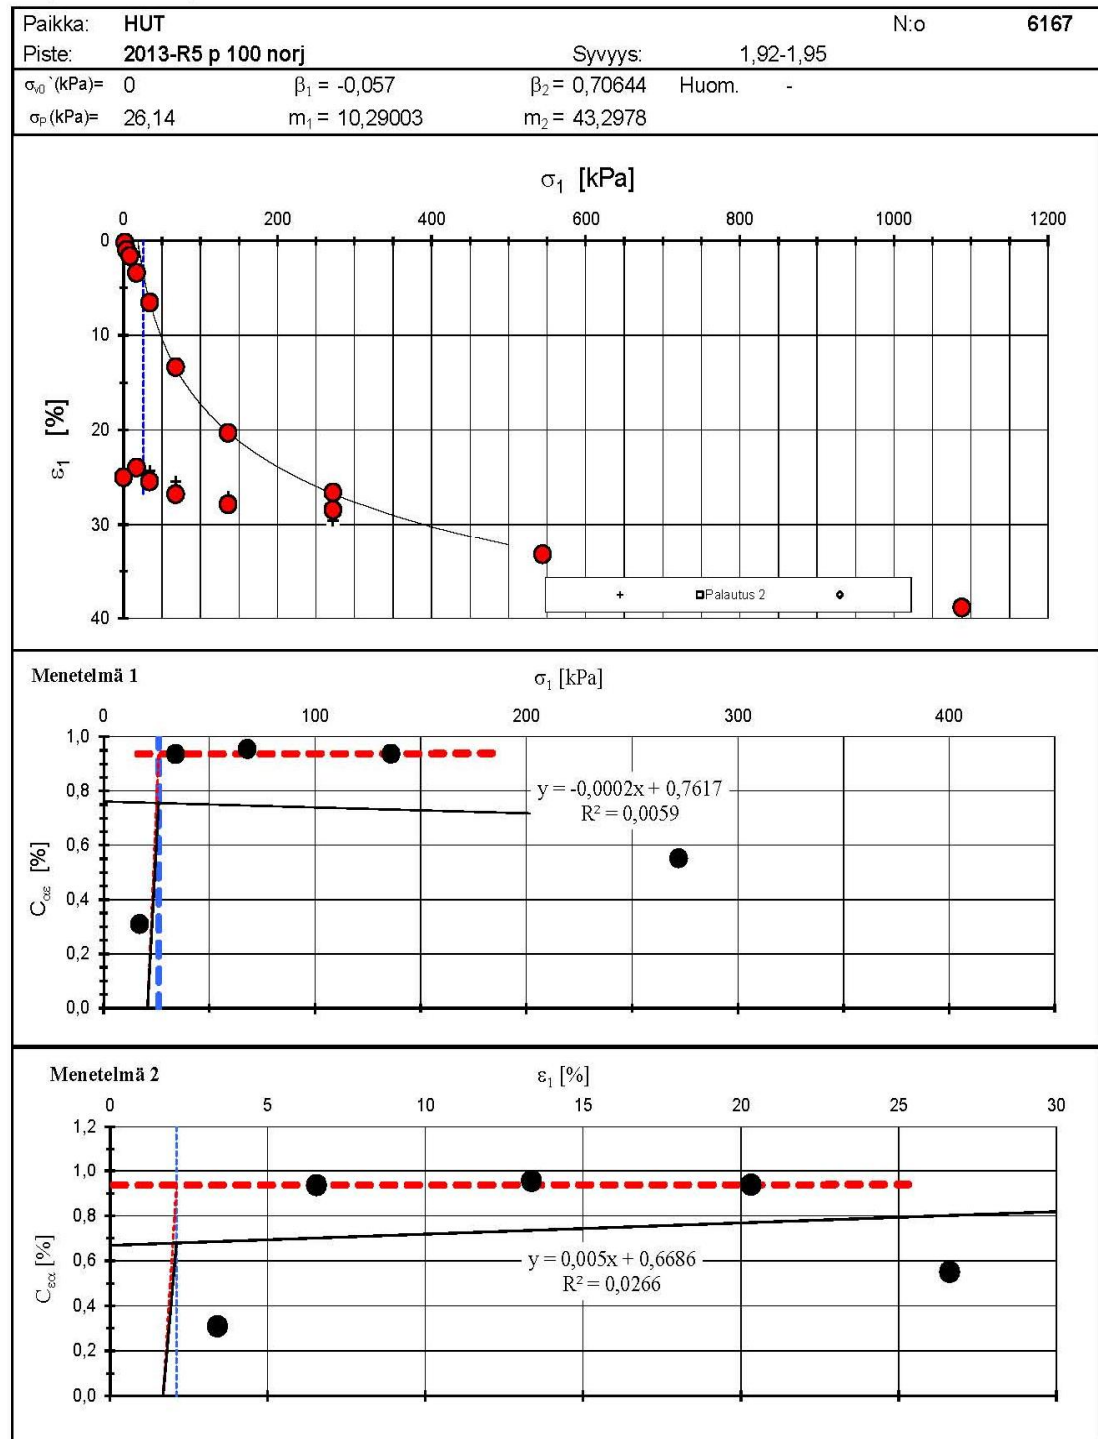 Paikka: HUT N:o 6167
Piste: 2013-R5 p 100 norj Syvyys: 1,92-1,95
σv0`(kPa)= 0 β1 = -0,057 β2 = 0,70644 Huom. -
σP(kPa)= 26,14 m1 = 10,29003 m2 = 43,2978
σ1 [kPa]
0 200 400 600 800 1000 1200
0
10
20
30
40
ε1 [%]
Palautus 2
Menetelmä 1
σ1 [kPa]
0 100 200 300 400
1,0
0,8
0,6
0,4
0,2
0,0
Cαε [%]
y = -0,0002x + 0,7617
R² = 0,0059
Menetelmä 2
ε1 [%]
0 5 10 15 20 25 30
1,2
1,0
0,8
0,6
0,4
0,2
0,0
Cεα [%]
y = 0,005x + 0,6686
R² = 0,0266